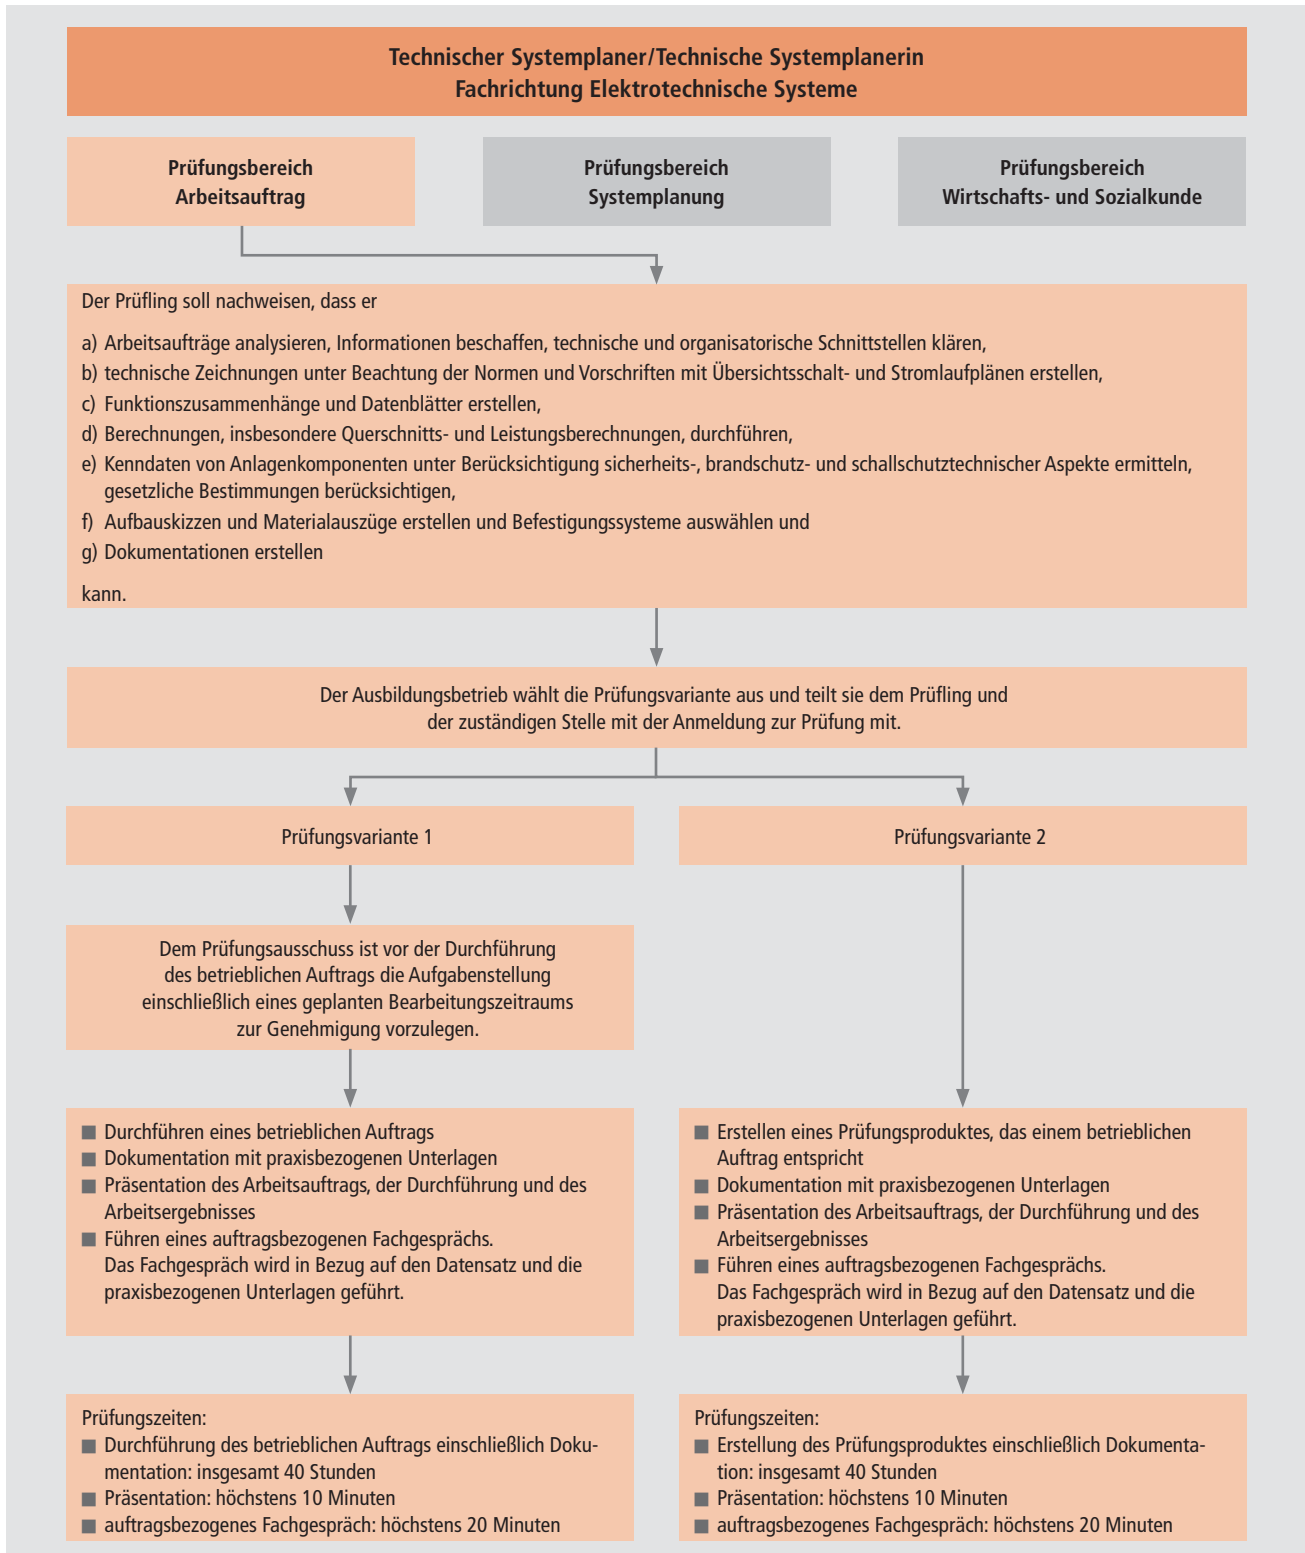 Technischer Systemplaner/Technische Systemplanerin
Fachrichtung Elektrotechnische Systeme
Prüfungsbereich
Arbeitsauftrag
Prüfungsbereich
Systemplanung
Prüfungsbereich
Wirtschafts- und Sozialkunde
Der Prüfling soll nachweisen, dass er
a) Arbeitsaufträge analysieren, Informationen beschaffen, technische und organisatorische Schnittstellen klären,
b) technische Zeichnungen unter Beachtung der Normen und Vorschriften mit Übersichtsschalt- und Stromlaufplänen erstellen,
c) Funktionszusammenhänge und Datenblätter erstellen,
d) Berechnungen, insbesondere Querschnitts- und Leistungsberechnungen, durchführen,
e) Kenndaten von Anlagenkomponenten unter Berücksichtigung sicherheits-, brandschutz- und schallschutztechnischer Aspekte ermitteln,
gesetzliche Bestimmungen berücksichtigen,
f) Aufbauskizzen und Materialauszüge erstellen und Befestigungssysteme auswählen und
g) Dokumentationen erstellen
kann.
Der Ausbildungsbetrieb wählt die Prüfungsvariante aus und teilt sie dem Prüfling und
der zuständigen Stelle mit der Anmeldung zur Prüfung mit.
Prüfungsvariante 1
Prüfungsvariante 2
Dem Prüfungsausschuss ist vor der Durchführung
des betrieblichen Auftrags die Aufgabenstellung
einschließlich eines geplanten Bearbeitungszeitraums
zur Genehmigung vorzulegen.
■ Durchführen eines betrieblichen Auftrags
■ Dokumentation mit praxisbezogenen Unterlagen
■ Präsentation des Arbeitsauftrags, der Durchführung und des
Arbeitsergebnisses
■ Führen eines auftragsbezogenen Fachgesprächs.
Das Fachgespräch wird in Bezug auf den Datensatz und die
praxisbezogenen Unterlagen geführt.
■ Erstellen eines Prüfungsproduktes, das einem betrieblichen
Auftrag entspricht
■ Dokumentation mit praxisbezogenen Unterlagen
■ Präsentation des Arbeitsauftrags, der Durchführung und des
Arbeitsergebnisses
■ Führen eines auftragsbezogenen Fachgesprächs.
Das Fachgespräch wird in Bezug auf den Datensatz und die
praxisbezogenen Unterlagen geführt.
Prüfungszeiten:
■ Durchführung des betrieblichen Auftrags einschließlich Doku-
mentation: insgesamt 40 Stunden
■ Präsentation: höchstens 10 Minuten
■ auftragsbezogenes Fachgespräch: höchstens 20 Minuten
Prüfungszeiten:
■ Erstellung des Prüfungsproduktes einschließlich Dokumenta-
tion: insgesamt 40 Stunden
■ Präsentation: höchstens 10 Minuten
■ auftragsbezogenes Fachgespräch: höchstens 20 Minuten